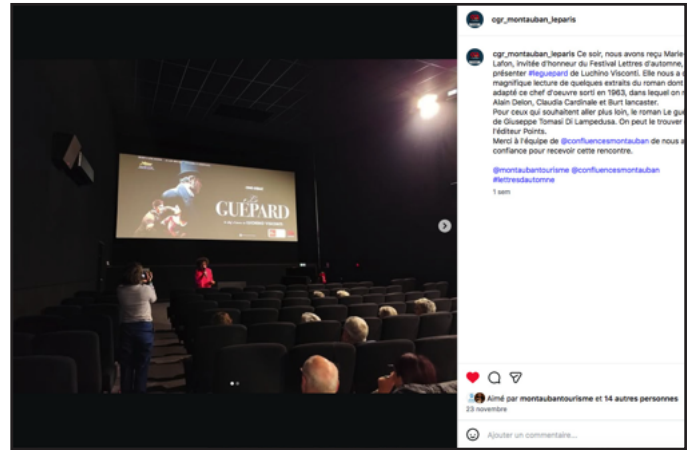 GUÉPARD
cgr_montauban_leparis
cgr_montauban_leparis Ce soir, nous avons reçu Marie
Lafon, invitée d'honneur du Festival Lettres d'automne,
présenter #leguepard de Luchino Visconti. Elle nous a
magnifique lecture de quelques extraits du roman dont
adapté ce chef d'oeuvre sorti en 1963, dans lequel on
Alain Delon, Claudia Cardinale et Burt lancaster.
Pour ceux qui souhaitent aller plus loin, le roman Le
de Giuseppe Tomasi Di Lampedusa. On peut le trouver
l'éditeur Points.
Merci à l'équipe de @confluencesmontauban de nous
confiance pour recevoir cette rencontre.
@montaubantourisme @confluencesmontauban
#lettresdautomne
1 sem
Aimé par montaubantourisme et 14 autres personnes
23 novembre
Ajouter un commentaire...